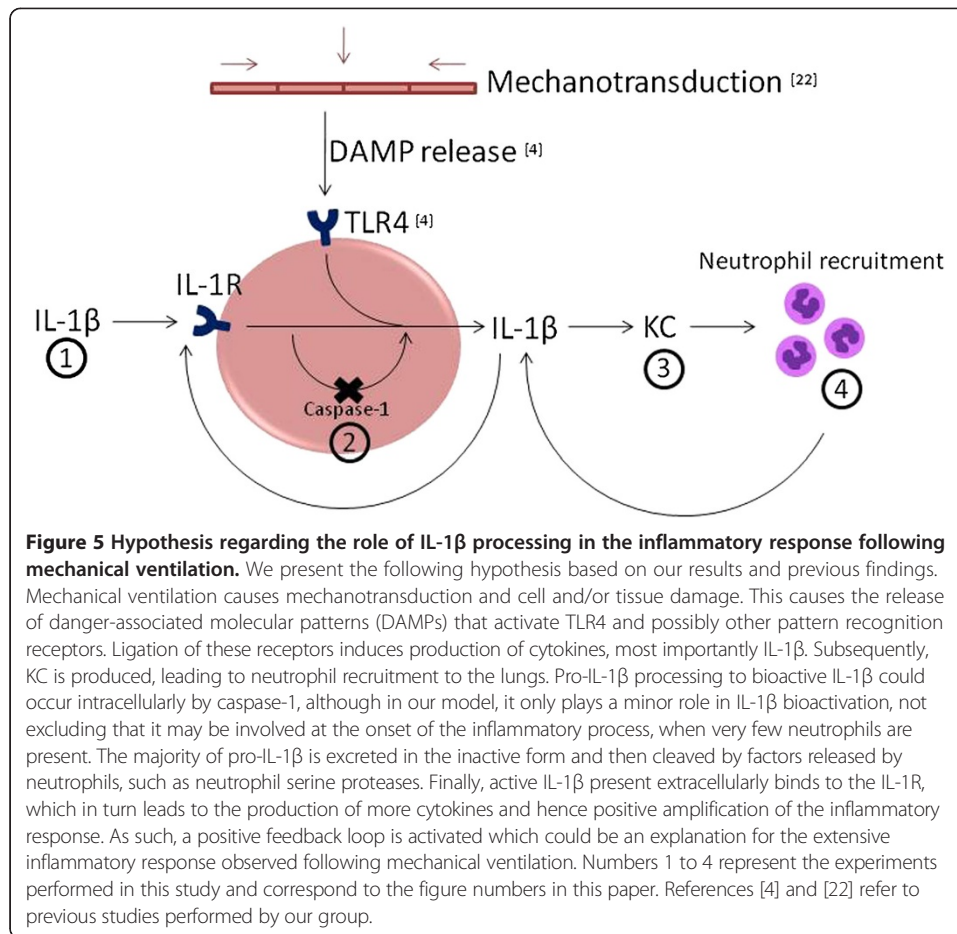 Mechanotransduction [22]
DAMP release [4]
TLR4 [4]
IL-1R
Neutrophil recruitment
IL-1β
IL-1β
KC
1
Caspase-1
2
3
4
Figure 5 Hypothesis regarding the role of IL-1β processing in the inflammatory response following
mechanical ventilation. We present the following hypothesis based on our results and previous findings.
Mechanical ventilation causes mechanotransduction and cell and/or tissue damage. This causes the release
of danger-associated molecular patterns (DAMPs) that activate TLR4 and possibly other pattern recognition
receptors. Ligation of these receptors induces production of cytokines, most importantly IL-1β. Subsequently,
KC is produced, leading to neutrophil recruitment to the lungs. Pro-IL-1β processing to bioactive IL-1β could
occur intracellularly by caspase-1, although in our model, it only plays a minor role in IL-1β bioactivation, not
excluding that it may be involved at the onset of the inflammatory process, when very few neutrophils are
present. The majority of pro-IL-1β is excreted in the inactive form and then cleaved by factors released by
neutrophils, such as neutrophil serine proteases. Finally, active IL-1β present extracellularly binds to the IL-1R,
which in turn leads to the production of more cytokines and hence positive amplification of the inflammatory
response. As such, a positive feedback loop is activated which could be an explanation for the extensive
inflammatory response observed following mechanical ventilation. Numbers 1 to 4 represent the experiments
performed in this study and correspond to the figure numbers in this paper. References [4] and [22] refer to
previous studies performed by our group.